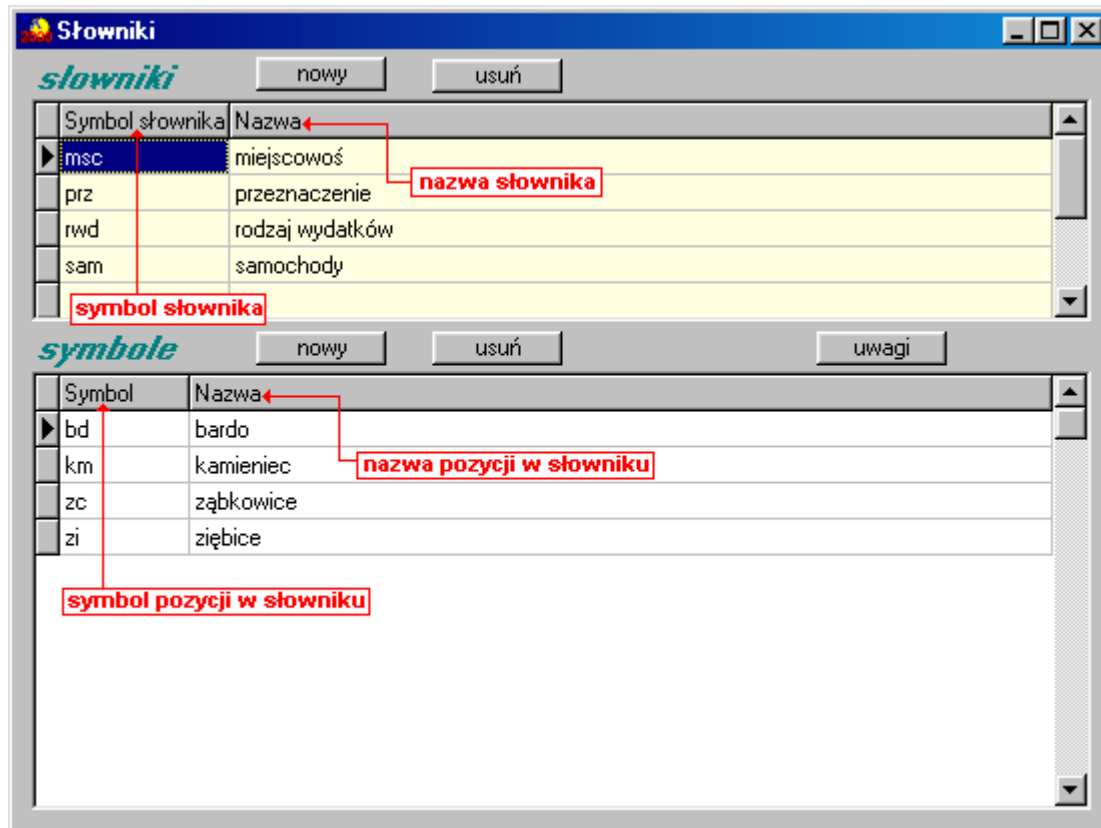 Słowniki
słowniki nowy usuń
Symbol słownika Nazwa
msc miejscowoś
nazwa słownika
prz przeznaczenie
rwd rodzaj wydatków
sam samochody
symbol słownika
symbole nowy usuń uwagi
Symbol Nazwa
bd bardo
km kamieniec
nazwa pozycji w słowniku
zc ząbkowice
zi ziębice
symbol pozycji w słowniku